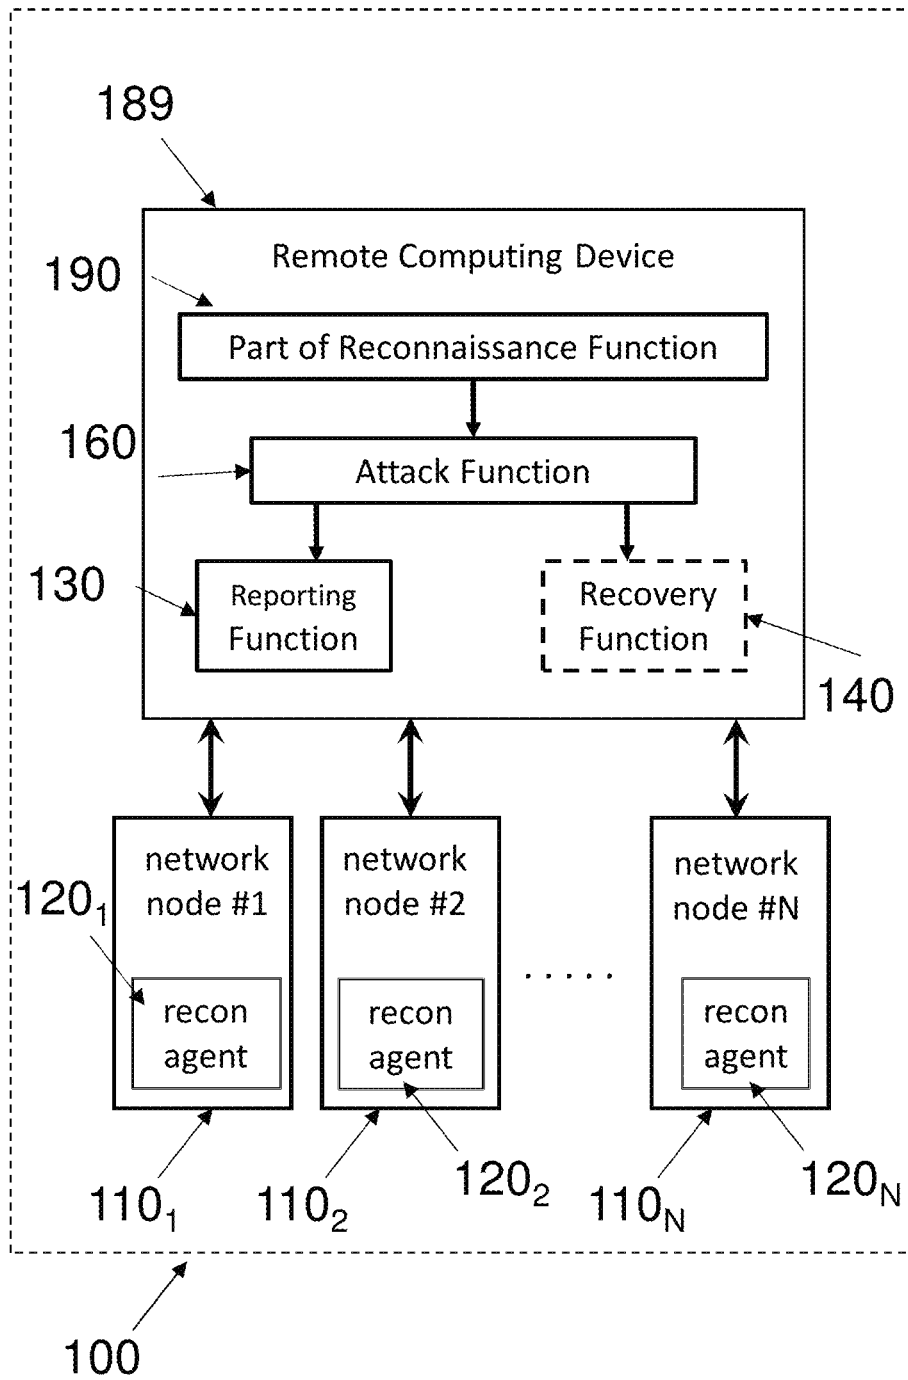 189
Remote Computing Device
190
Part of Reconnaissance Function
160
Attack Function
130
Reporting
Function
Recovery
Function
140
network
node #1
network
node #2
network
node #N
120₁
. . . . .
recon
agent
recon
agent
recon
agent
110₁
110₂
120₂
110N
120N
100